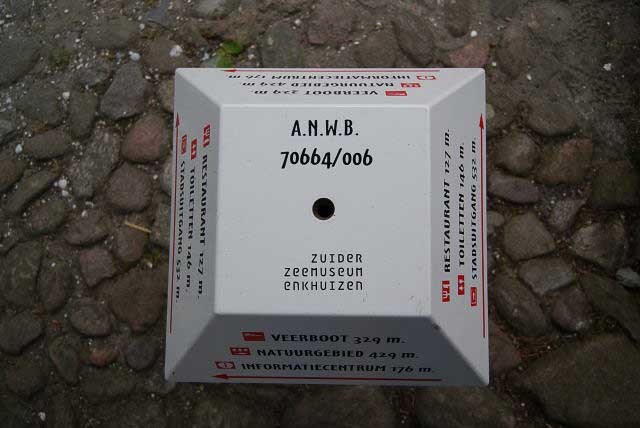 VEERBOOT 329 m.
NATUURGEBIED 429 m.
INFORMATIECENTRUM 176 m.
A.N.W.B.
70664/006
ZUIDER
ZEEMUSEUM
ENKHUIZEN
RESTAURANT 127 m.
TOILETTEN 146 m.
STADSUITGANG 532 m.
RESTAURANT 127 m.
TOILETTEN 146 m.
STADSUITGANG 532 m.
VEERBOOT 329 m.
NATUURGEBIED 429 m.
INFORMATIECENTRUM 176 m.